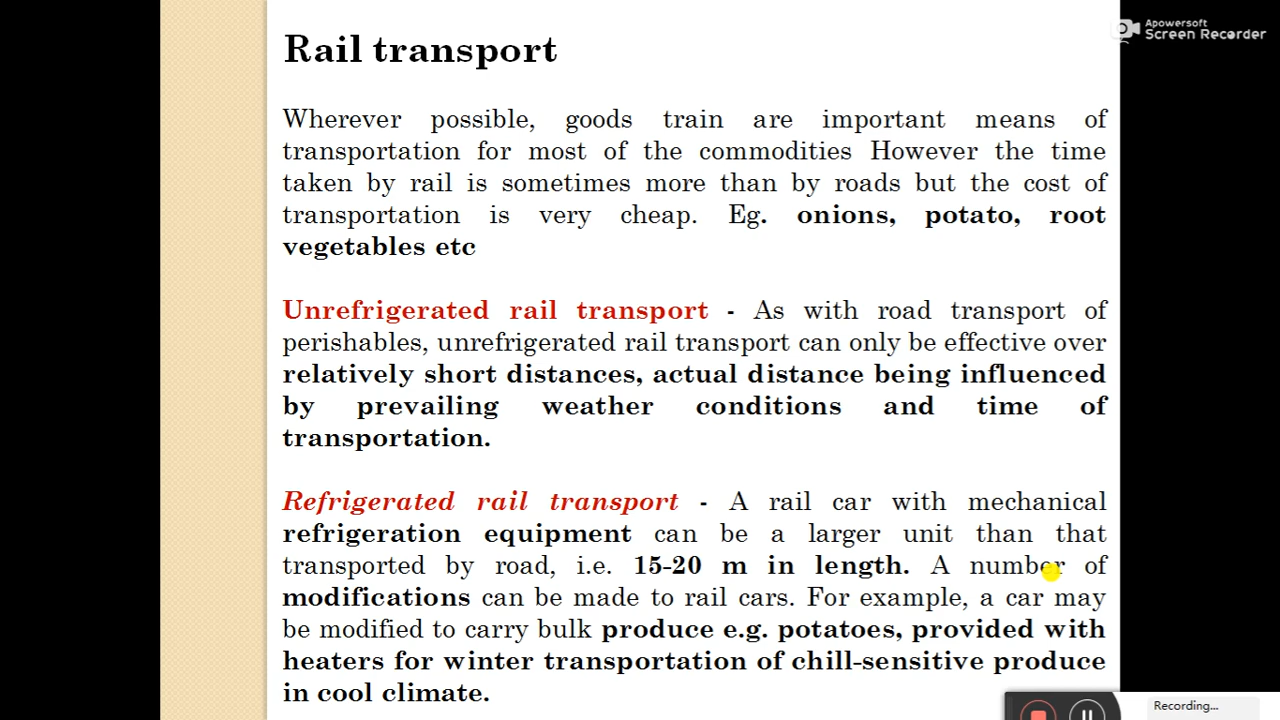 Apowersoft
Screen Recorder
Rail transport
Wherever possible, goods train are important means of
transportation for most of the commodities However the time
taken by rail is sometimes more than by roads but the cost of
transportation is very cheap. Eg. onions, potato, root
vegetables etc
Unrefrigerated rail transport - As with road transport of
perishables, unrefrigerated rail transport can only be effective over
relatively short distances, actual distance being influenced
by prevailing weather conditions and time of
transportation.
Refrigerated rail transport - A rail car with mechanical
refrigeration equipment can be a larger unit than that
transported by road, i.e. 15-20 m in length. A number of
modifications can be made to rail cars. For example, a car may
be modified to carry bulk produce e.g. potatoes, provided with
heaters for winter transportation of chill-sensitive produce
in cool climate.
Recording...